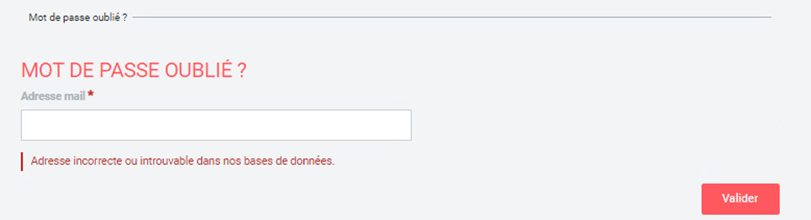 Mot de passe oublié ?
MOT DE PASSE OUBLIÉ ?
Adresse mail *
Adresse incorrecte ou introuvable dans nos bases de données.
Valider